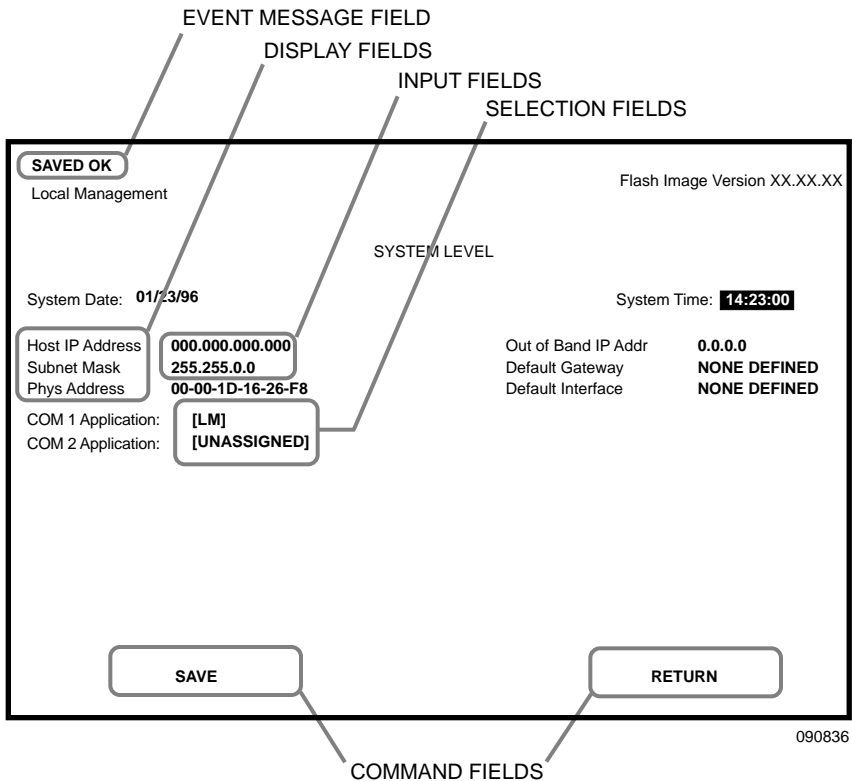 EVENT MESSAGE FIELD
DISPLAY FIELDS
INPUT FIELDS
SELECTION FIELDS
SAVED OK
Local Management
Flash Image Version XX.XX.XX
SYSTEM LEVEL
System Date: 01/23/96
System Time: 14:23:00
Host IP Address 000.000.000.000
Out of Band IP Addr 0.0.0.0
Subnet Mask 255.255.0.0
Default Gateway NONE DEFINED
Phys Address 00-00-1D-16-26-F8
Default Interface NONE DEFINED
COM 1 Application: [LM]
COM 2 Application: [UNASSIGNED]
SAVE
RETURN
090836
COMMAND FIELDS